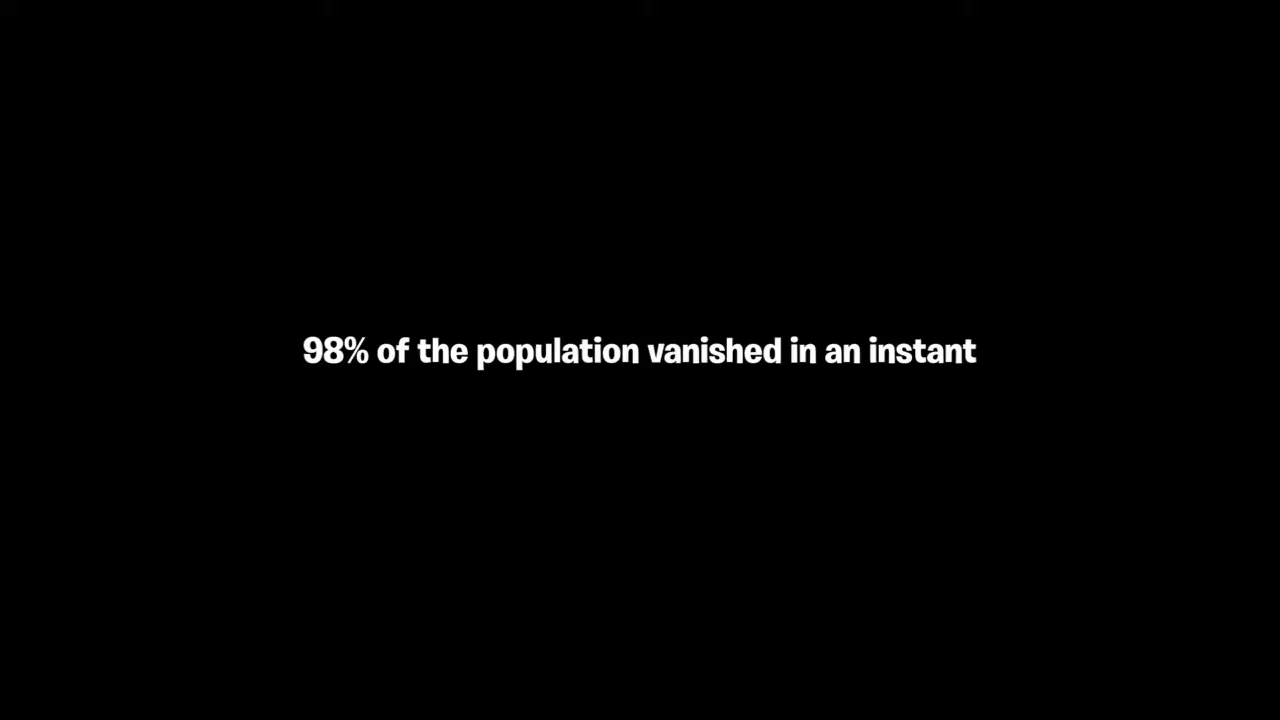 98% of the population vanished in an instant